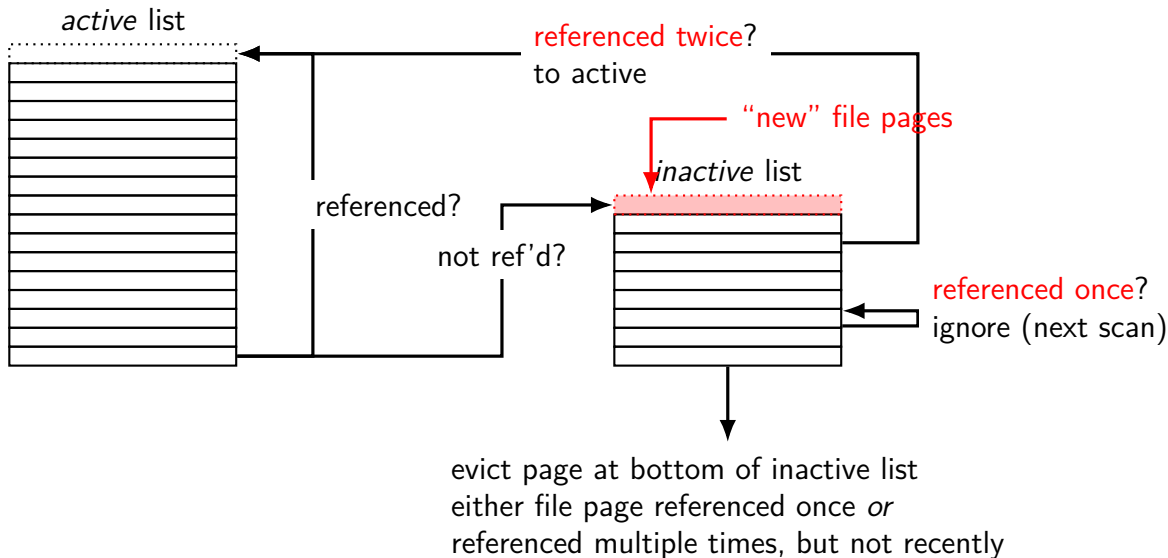 active list
referenced twice?
to active
“new” file pages
inactive list
referenced?
not ref'd?
referenced once?
ignore (next scan)
evict page at bottom of inactive list
either file page referenced once or
referenced multiple times, but not recently